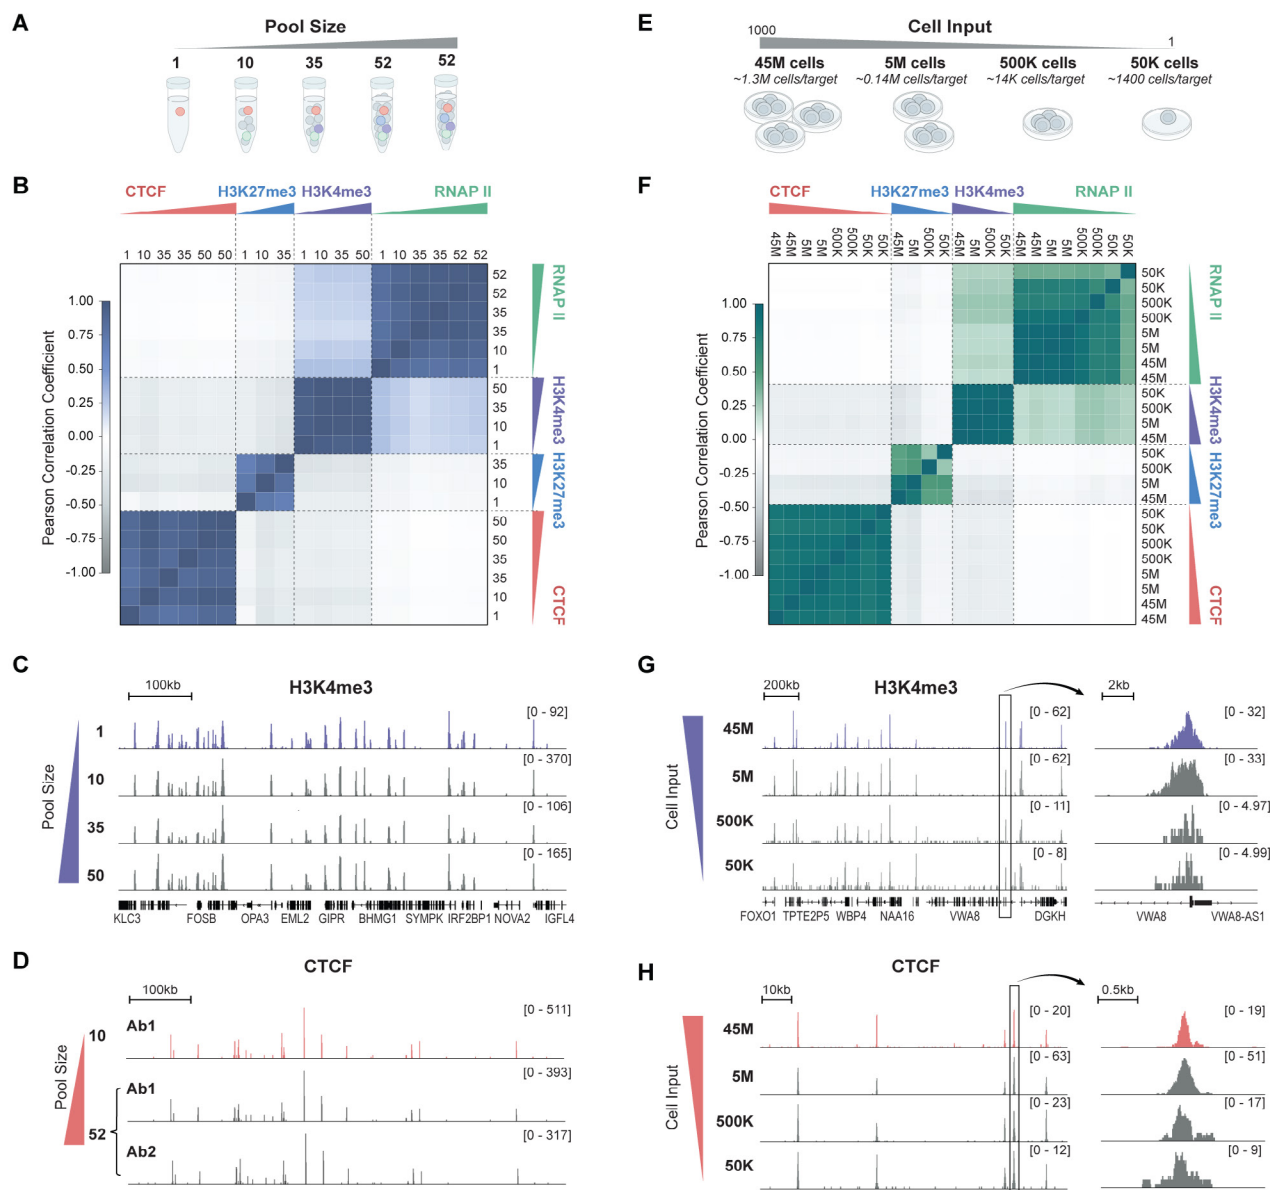 A
Pool Size
1 10 35 52 52
B
CTCF H3K27me3 H3K4me3 RNAP II
1 10 35 35 50 50 1 10 35 1 10 35 50 1 10 35 35 52 52
Pearson Correlation Coefficient
1.00
0.75
0.50
0.25
0.00
-0.25
-0.50
-0.75
-1.00
52
52
35
35
10
1
50
35
10
1
35
10
1
50
50
35
35
10
1
RNAP II
H3K4me3
H3K27me3
CTCF
C
100kb
H3K4me3
Pool Size
1
[0 - 92]
10
[0 - 370]
35
[0 - 106]
50
[0 - 165]
KLC3 FOSB OPA3 EML2 GIPR BHMG1 SYMPK IRF2BP1 NOVA2 IGFL4
D
CTCF
100kb
Pool Size
10
Ab1
[0 - 511]
52
Ab1
[0 - 393]
Ab2
[0 - 317]
E
Cell Input
1000
1
45M cells 5M cells 500K cells 50K cells
~1.3M cells/target ~0.14M cells/target ~14K cells/target ~1400 cells/target
F
CTCF H3K27me3 H3K4me3 RNAP II
45M 45M 5M 5M 500K 500K 50K 50K 45M 5M 500K 50K 45M 5M 500K 50K 45M 45M 5M 5M 500K 500K 50K 50K
Pearson Correlation Coefficient
1.00
0.75
0.50
0.25
0.00
-0.25
-0.50
-0.75
-1.00
50K
50K
500K
500K
5M
5M
45M
45M
50K
500K
5M
45M
50K
500K
5M
45M
50K
50K
500K
500K
5M
5M
45M
45M
RNAP II
H3K4me3
H3K27me3
CTCF
G
200kb
H3K4me3
2kb
Cell Input
45M
[0 - 62]
[0 - 32]
5M
[0 - 62]
[0 - 33]
500K
[0 - 11]
[0 - 4.97]
50K
[0 - 8]
[0 - 4.99]
FOXO1 TPTE2P5 WBP4 NAA16 VWA8 DGKH
VWA8 VWA8-AS1
H
CTCF
10kb
0.5kb
Cell Input
45M
[0 - 20]
[0 - 19]
5M
[0 - 63]
[0 - 51]
500K
[0 - 23]
[0 - 17]
50K
[0 - 12]
[0 - 9]